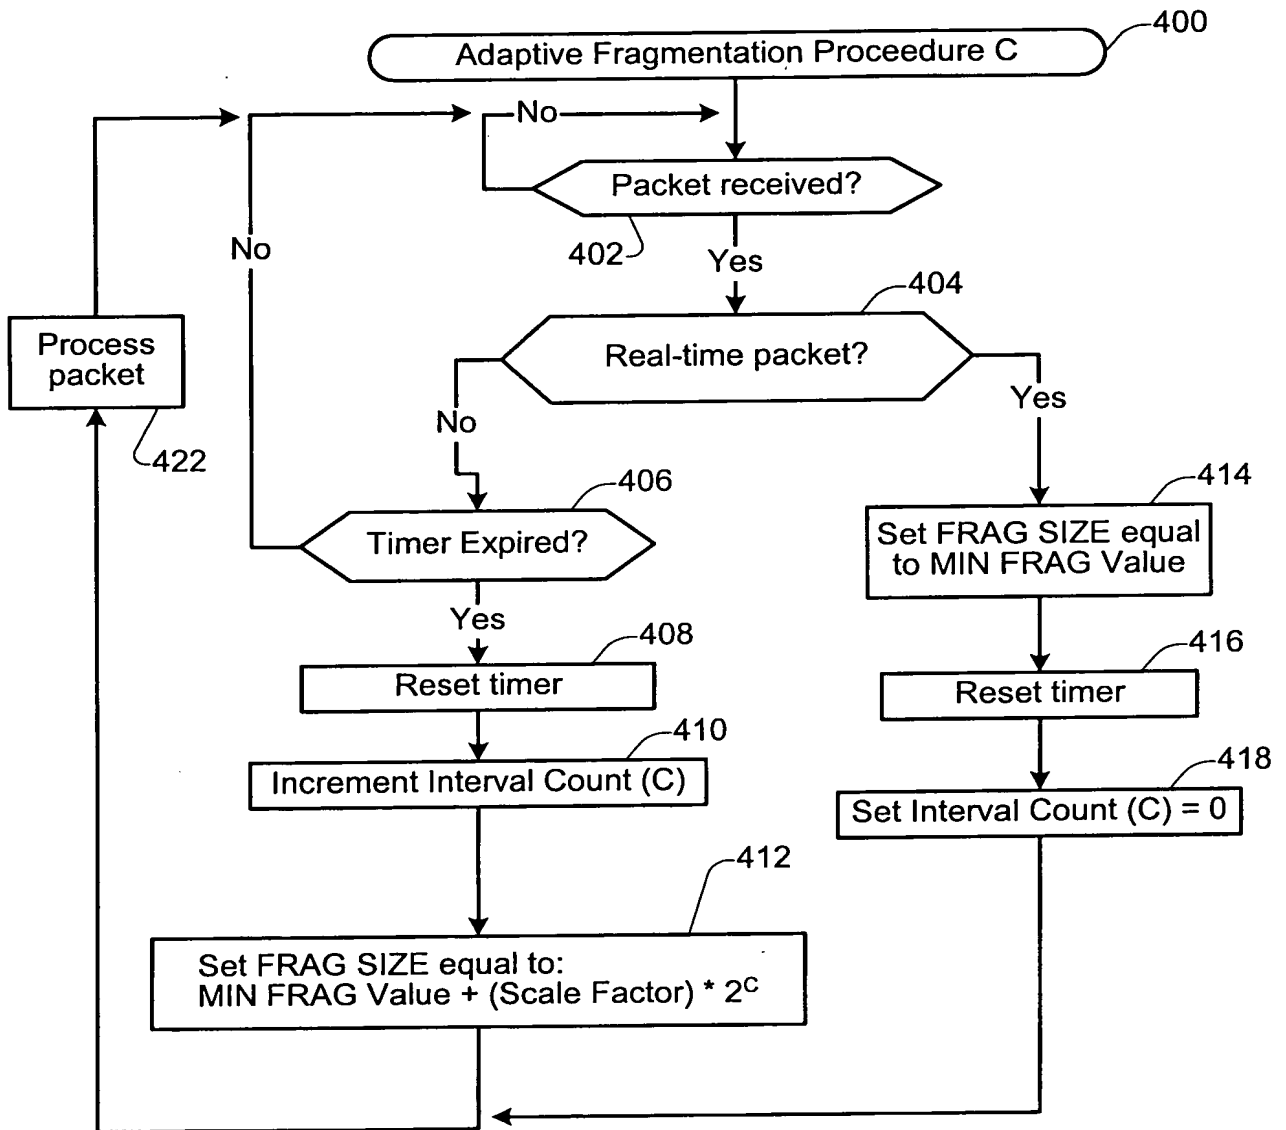 400
Adaptive Fragmentation Proceedure C
No
Packet received?
402
Yes
No
404
Real-time packet?
Process
packet
422
No
Yes
406
Timer Expired?
414
Set FRAG SIZE equal
to MIN FRAG Value
Yes
408
Reset timer
416
Reset timer
410
Increment Interval Count (C)
418
Set Interval Count (C) = 0
412
Set FRAG SIZE equal to:
MIN FRAG Value + (Scale Factor) * 2ᶜ